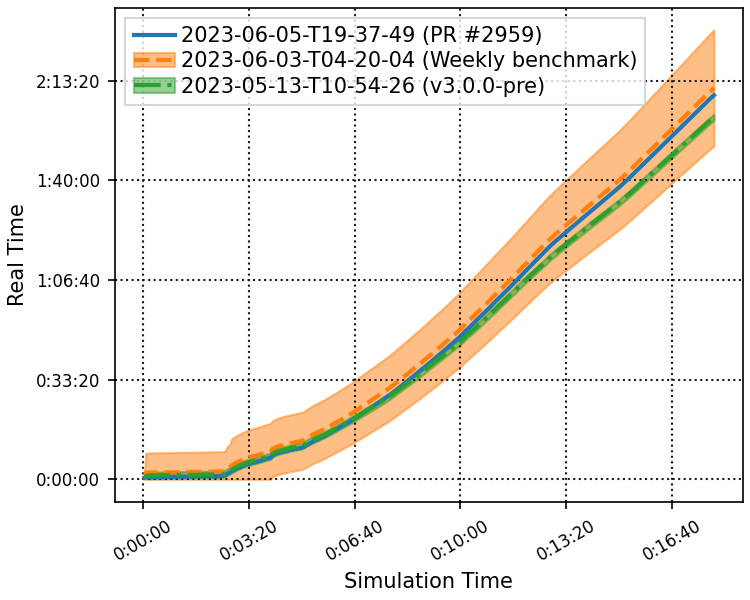 2023-06-05-T19-37-49 (PR #2959)
2023-06-03-T04-20-04 (Weekly benchmark)
2023-05-13-T10-54-26 (v3.0.0-pre)
2:13:20
1:40:00
1:06:40
0:33:20
0:00:00
Real Time
0:00:00
0:03:20
0:06:40
0:10:00
0:13:20
0:16:40
Simulation Time